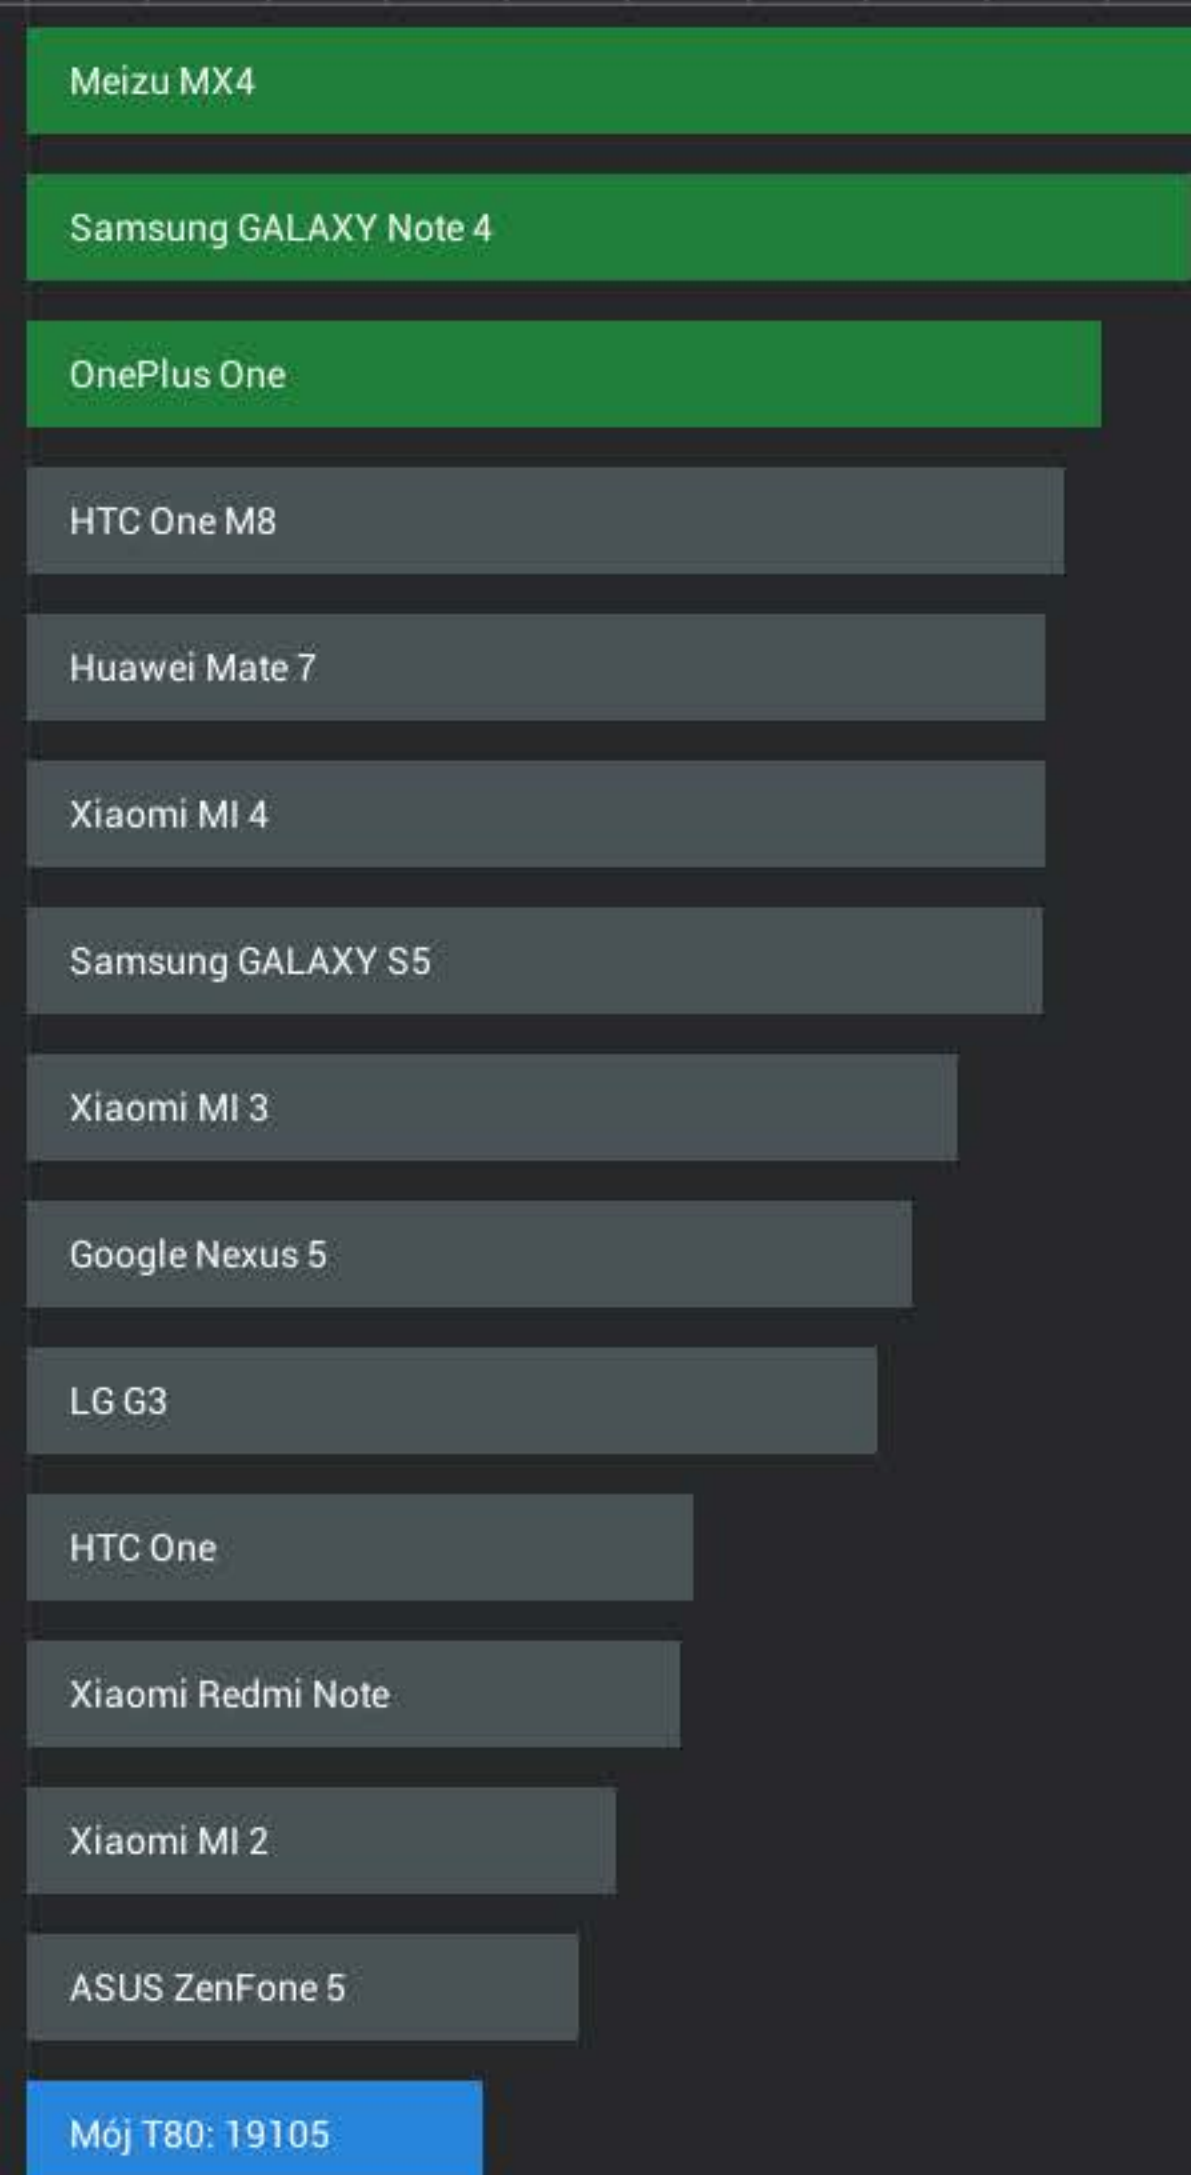 Meizu MX4
Samsung GALAXY Note 4
OnePlus One
HTC One M8
Huawei Mate 7
Xiaomi MI 4
Samsung GALAXY S5
Xiaomi MI 3
Google Nexus 5
LG G3
HTC One
Xiaomi Redmi Note
Xiaomi MI 2
ASUS ZenFone 5
Mój T80: 19105